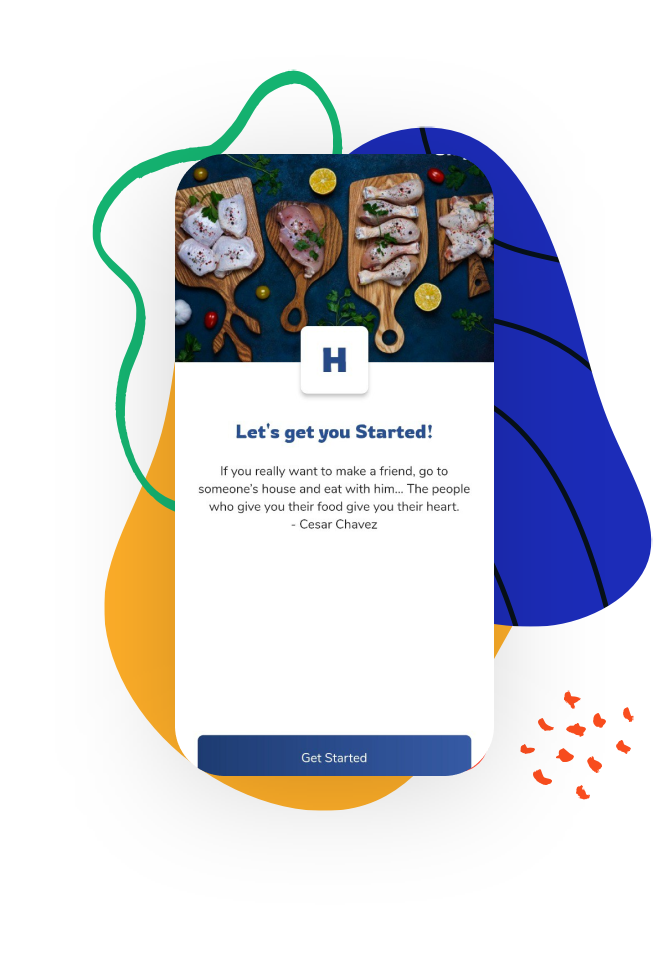 H
Let's get you Started!
If you really want to make a friend, go to
someone's house and eat with him... The people
who give you their food give you their heart.
- Cesar Chavez
Get Started